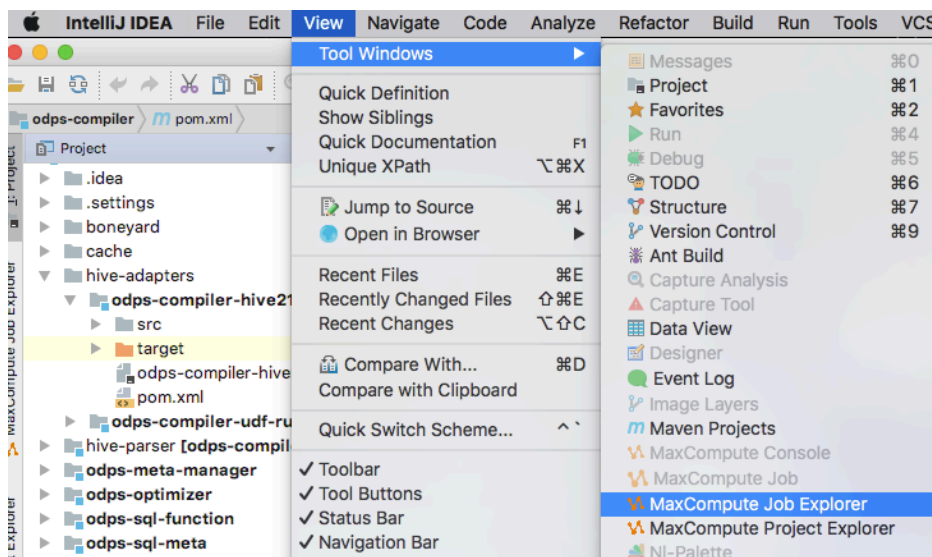 IntelliJ IDEA File Edit View Navigate Code Analyze Refactor Build Run Tools VCS
odps-compiler pom.xml
Project
.idea
.settings
boneyard
cache
hive-adapters
odps-compiler-hive21
src
target
odps-compiler-hive
pom.xml
odps-compiler-udf-ru
hive-parser [odps-compil
odps-meta-manager
odps-optimizer
odps-sql-function
odps-sql-meta
Tool Windows
Quick Definition
Show Siblings
Quick Documentation F1
Unique XPath ⌥⌘X
Jump to Source ⌘↓
Open in Browser
Recent Files ⌘E
Recently Changed Files ⇧⌘E
Recent Changes ⌥⇧C
Compare With... ⌘D
Compare with Clipboard
Quick Switch Scheme... ^ `
✓ Toolbar
✓ Tool Buttons
✓ Status Bar
✓ Navigation Bar
Messages ⌘0
Project ⌘1
Favorites ⌘2
Run ⌘4
Debug ⌘5
TODO ⌘6
Structure ⌘7
Version Control ⌘9
Ant Build
Capture Analysis
Capture Tool
Data View
Designer
Event Log
Image Layers
Maven Projects
MaxCompute Console
MaxCompute Job
MaxCompute Job Explorer
MaxCompute Project Explorer
NI-Palette
MaxCompute Job Explorer
Explorer